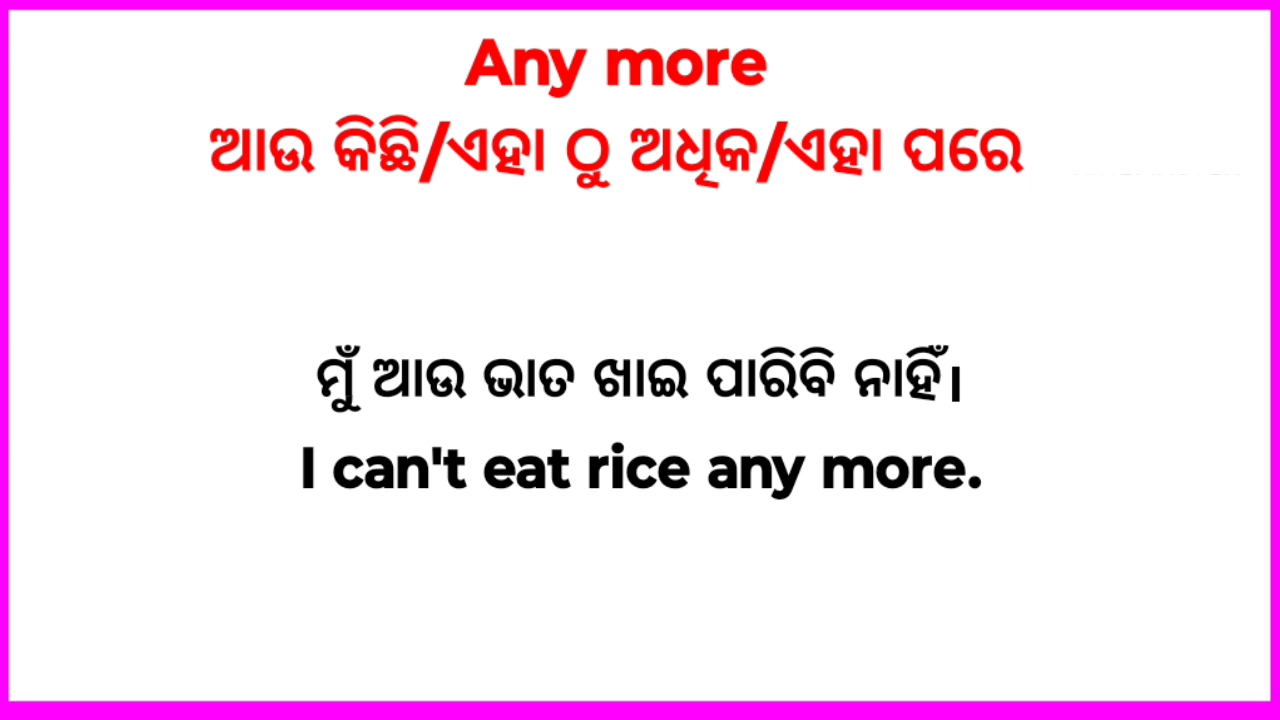 Any more
ଆଉ କିଛି/ଏହା ଠୁ ଅଧିକ/ଏହା ପରେ
ମୁଁ ଆଉ ଭାତ ଖାଇ ପାରିବି ନାହିଁ।
I can't eat rice any more.